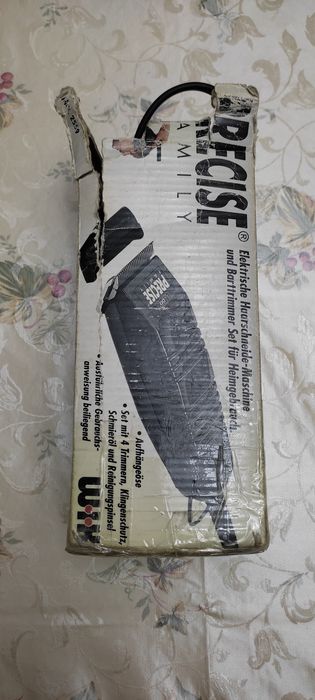 PRECISE®
FAMILY
Elektrische Haarschneide-Maschine
und Barttrimmer Set für Heimgebrauch.
PRECISE
• Aufhängeöse
• Set mit 4 Trimmern, Klingenschutz,
Schmieröl und Reinigungspinsel
• Ausführliche Gebrauchs-
anweisung beiliegend